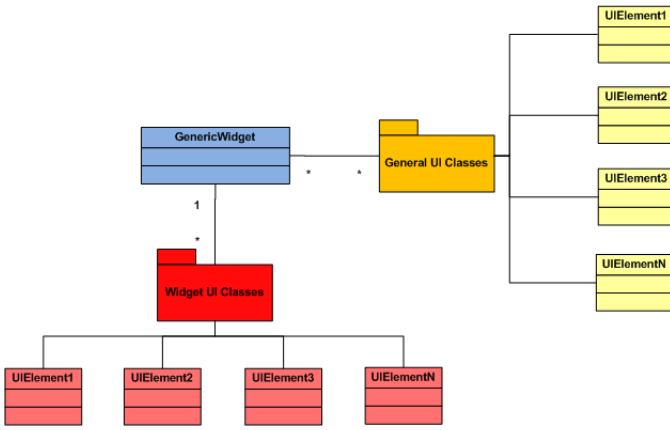 UIElement1
UIElement2
GenericWidget
General UI Classes
* *
UIElement3
1
*
UIElementN
Widget UI Classes
UIElement1 UIElement2 UIElement3 UIElementN